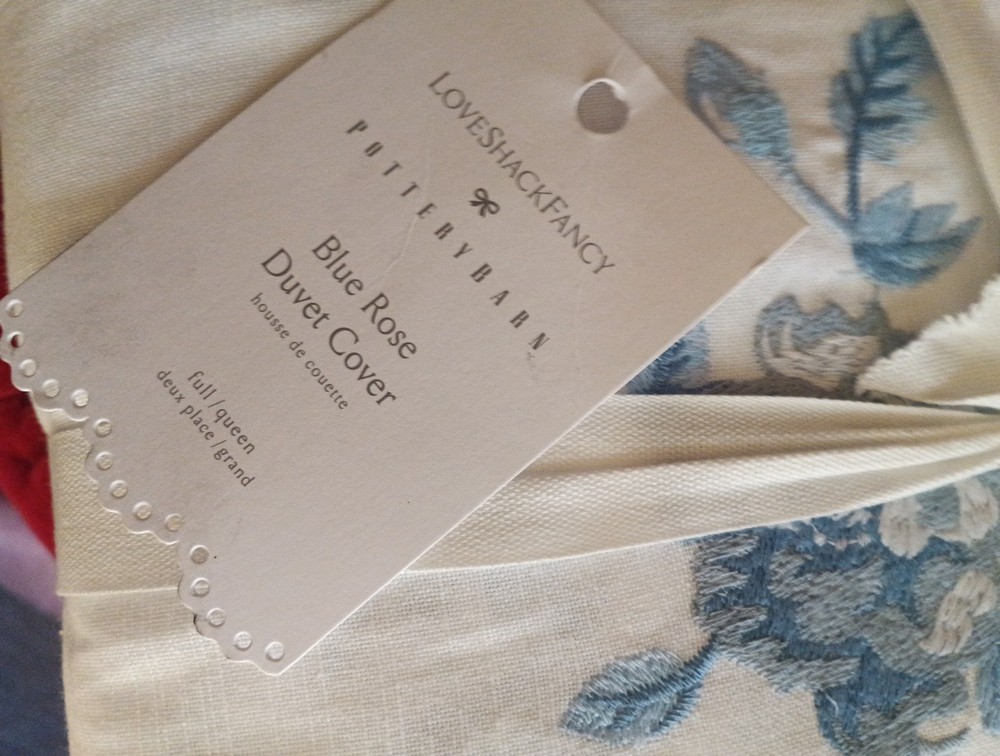 LOVESHACKFANCY
POTTERYBARN
Blue Rose
Duvet Cover
housse de couette
full/queen
deux place/grand